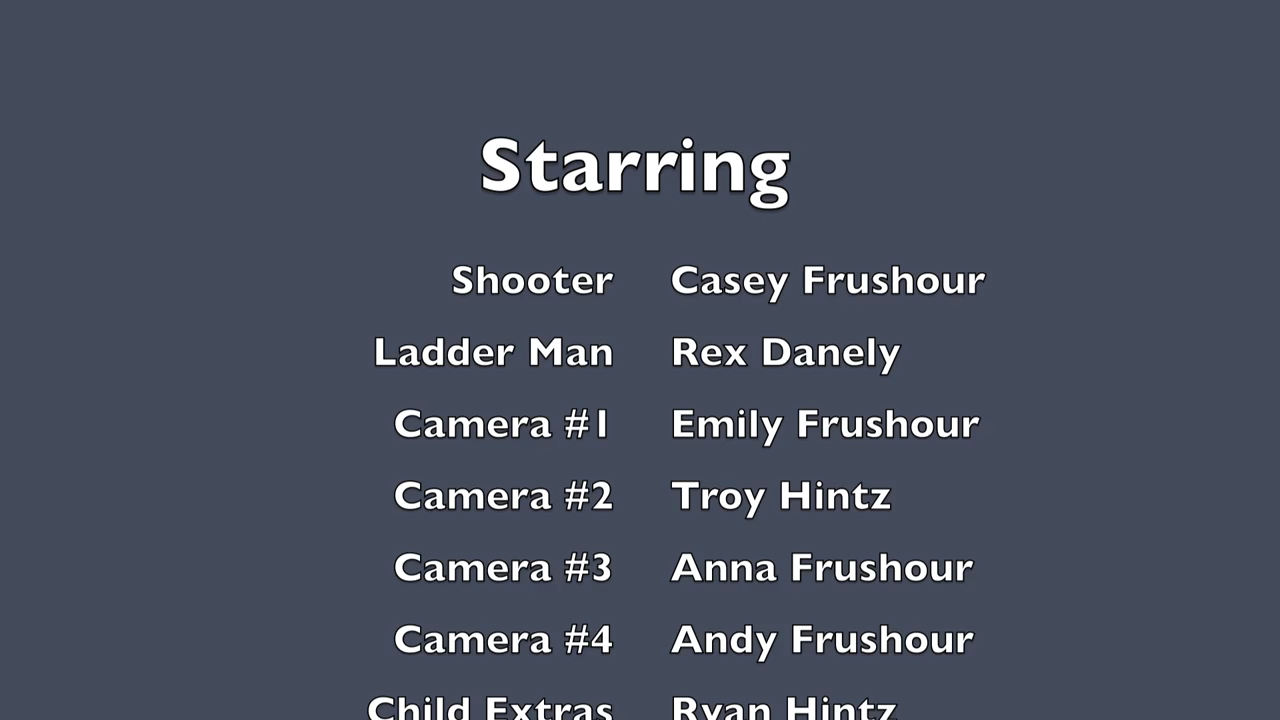 Starring
Shooter Casey Frushour
Ladder Man Rex Danely
Camera #1 Emily Frushour
Camera #2 Troy Hintz
Camera #3 Anna Frushour
Camera #4 Andy Frushour
Child Extras Ryan Hintz